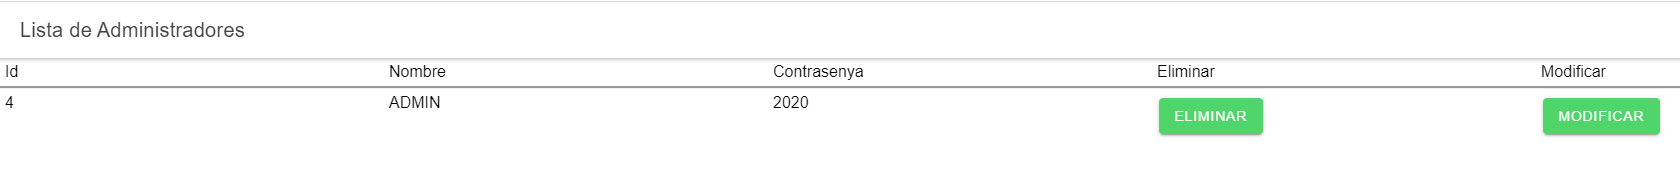 Lista de Administradores
Id Nombre Contrasenya Eliminar Modificar
4 ADMIN 2020 ELIMINAR MODIFICAR